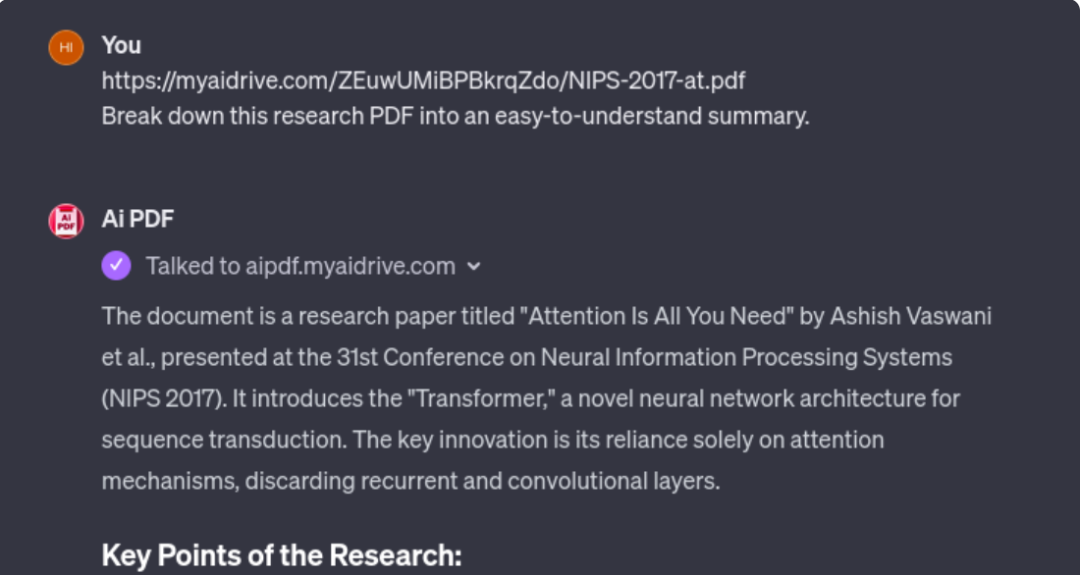 HI
You
https://myaidrive.com/ZEuwUMiBPBkrqZdo/NIPS-2017-at.pdf
Break down this research PDF into an easy-to-understand summary.
AI
PDF
Ai PDF
Talked to aipdf.myaidrive.com
The document is a research paper titled "Attention Is All You Need" by Ashish Vaswani
et al., presented at the 31st Conference on Neural Information Processing Systems
(NIPS 2017). It introduces the "Transformer," a novel neural network architecture for
sequence transduction. The key innovation is its reliance solely on attention
mechanisms, discarding recurrent and convolutional layers.
Key Points of the Research: